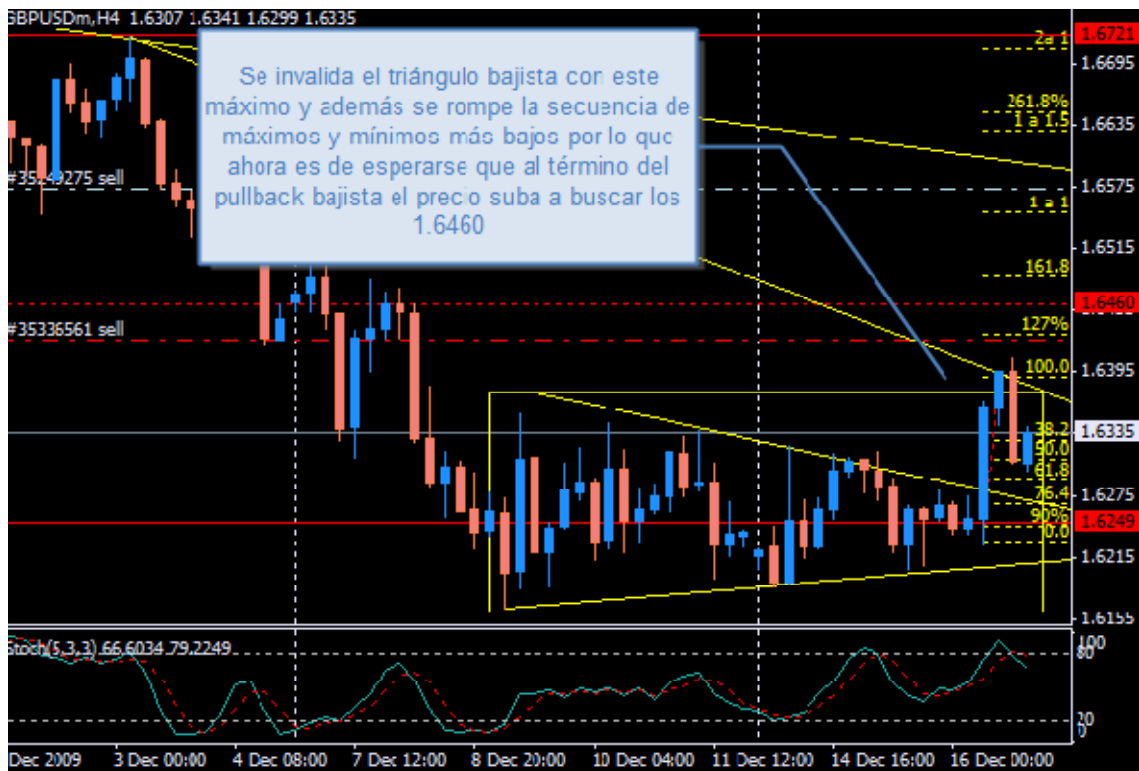 GBPUSDm,H4 1.6307 1.6341 1.6299 1.6335
Se invalida el triángulo bajista con este
máximo y además se rompe la secuencia de
máximos y mínimos más bajos por lo que
ahora es de esperarse que al término del
pullback bajista el precio suba a buscar los
1.6460
2a 1
1.6721
1.6695
261.8%
1 a 1.5
1.6635
sell
1.6575
1 a 1
1.6515
161.8
1.6460
#35336561 sell
127%
1.6395
100.0
38.2
1.6335
50.0
61.8
76.4
1.6275
90%
1.6249
0.0
1.6215
1.6155
Stoch(5,3,3) 66.6034 79.2249
100
80
20
0
Dec 2009
3 Dec 00:00
4 Dec 08:00
7 Dec 12:00
8 Dec 20:00
10 Dec 04:00
11 Dec 12:00
14 Dec 16:00
16 Dec 00:00